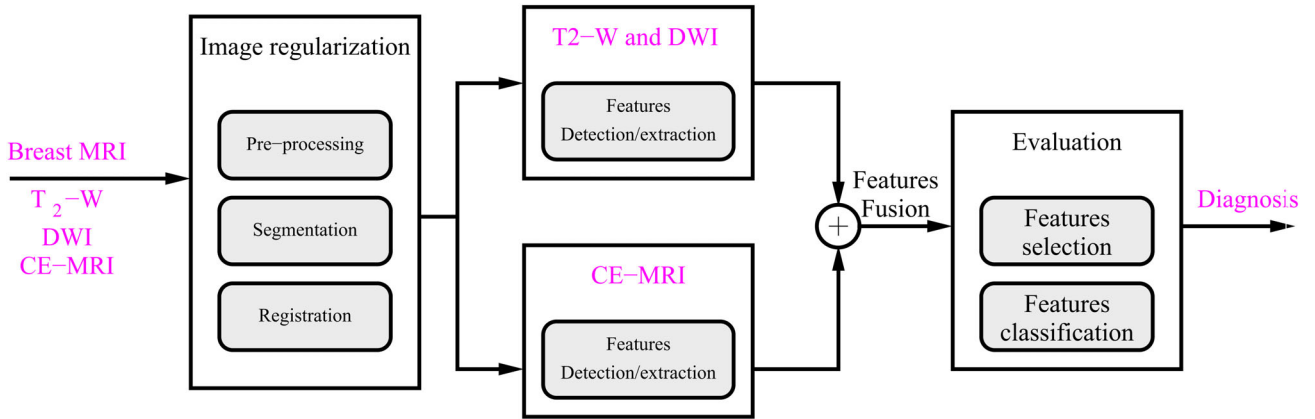 Breast MRI
T2−W
DWI
CE−MRI
Image regularization
Pre−processing
Segmentation
Registration
T2−W and DWI
Features
Detection/extraction
CE−MRI
Features
Detection/extraction
+
Features
Fusion
Evaluation
Features
selection
Features
classification
Diagnosis